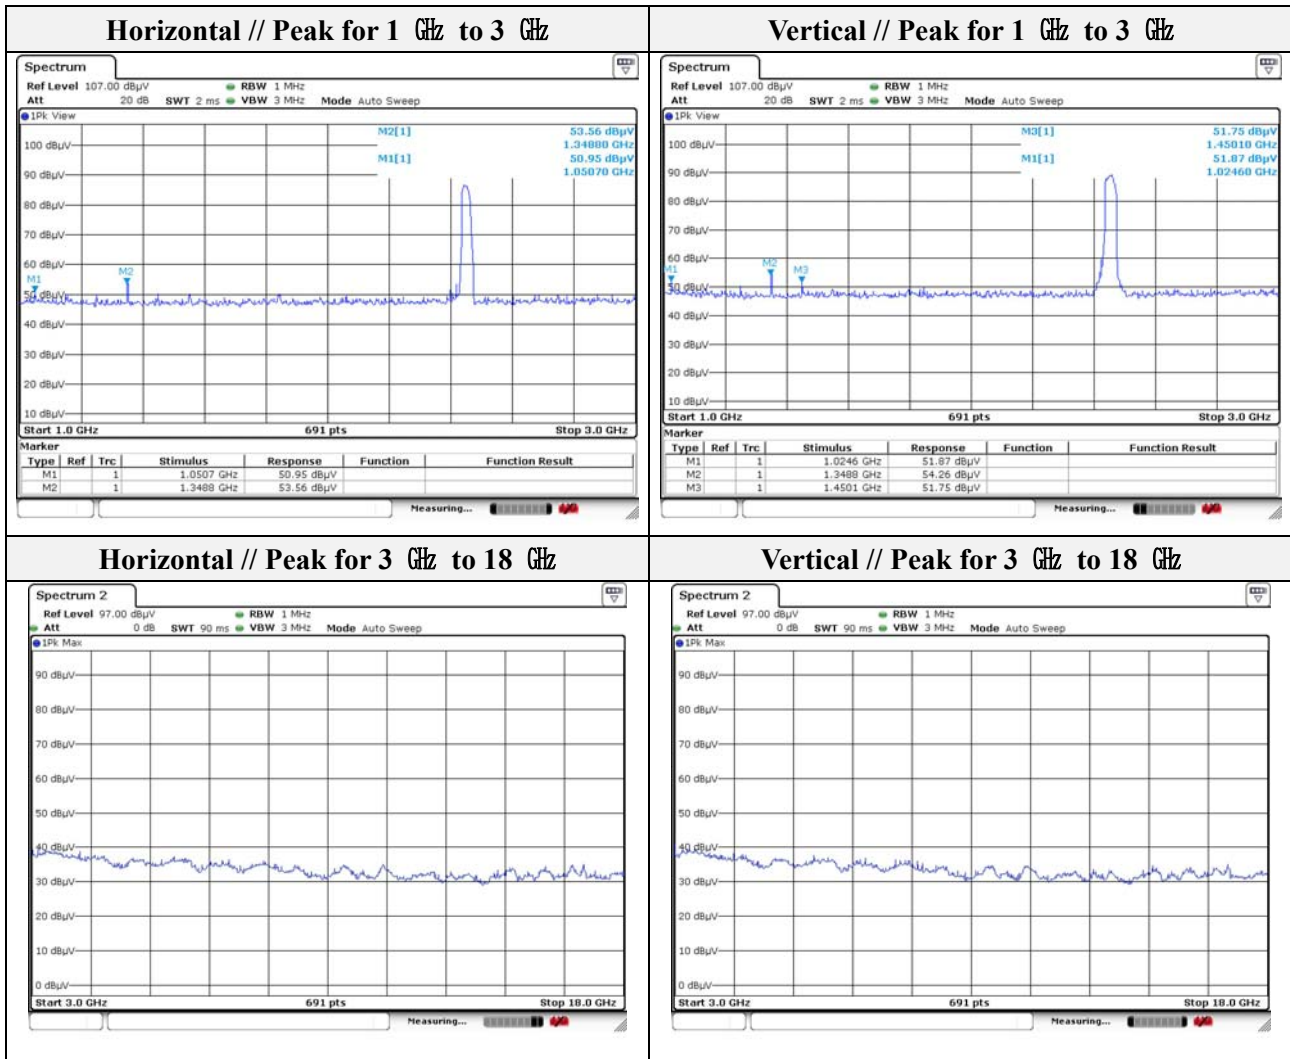 Horizontal // Peak for 1 ㎓ to 3 ㎓
Vertical // Peak for 1 ㎓ to 3 ㎓
Spectrum
Ref Level 107.00 dBµV RBW 1 MHz
Att 20 dB SWT 2 ms VBW 3 MHz Mode Auto Sweep
1Pk View
M2[1] 53.56 dBµV
1.34880 GHz
M1[1] 50.95 dBµV
1.05070 GHz
100 dBµV
90 dBµV
80 dBµV
70 dBµV
60 dBµV
M1
M2
50 dBµV
40 dBµV
30 dBµV
20 dBµV
10 dBµV
Start 1.0 GHz 691 pts Stop 3.0 GHz
Marker
Type Ref Trc Stimulus Response Function Function Result
M1 1 1.0507 GHz 50.95 dBµV
M2 1 1.3488 GHz 53.56 dBµV
Measuring...
Spectrum
Ref Level 107.00 dBµV RBW 1 MHz
Att 20 dB SWT 2 ms VBW 3 MHz Mode Auto Sweep
1Pk View
M3[1] 51.75 dBµV
1.45010 GHz
M1[1] 51.87 dBµV
1.02460 GHz
100 dBµV
90 dBµV
80 dBµV
70 dBµV
60 dBµV
M1
M2
M3
50 dBµV
40 dBµV
30 dBµV
20 dBµV
10 dBµV
Start 1.0 GHz 691 pts Stop 3.0 GHz
Marker
Type Ref Trc Stimulus Response Function Function Result
M1 1 1.0246 GHz 51.87 dBµV
M2 1 1.3488 GHz 54.26 dBµV
M3 1 1.4501 GHz 51.75 dBµV
Measuring...
Horizontal // Peak for 3 ㎓ to 18 ㎓
Vertical // Peak for 3 ㎓ to 18 ㎓
Spectrum 2
Ref Level 97.00 dBµV RBW 1 MHz
Att 0 dB SWT 90 ms VBW 3 MHz Mode Auto Sweep
1Pk Max
90 dBµV
80 dBµV
70 dBµV
60 dBµV
50 dBµV
40 dBµV
30 dBµV
20 dBµV
10 dBµV
0 dBµV
Start 3.0 GHz 691 pts Stop 18.0 GHz
Measuring...
Spectrum 2
Ref Level 97.00 dBµV RBW 1 MHz
Att 0 dB SWT 90 ms VBW 3 MHz Mode Auto Sweep
1Pk Max
90 dBµV
80 dBµV
70 dBµV
60 dBµV
50 dBµV
40 dBµV
30 dBµV
20 dBµV
10 dBµV
0 dBµV
Start 3.0 GHz 691 pts Stop 18.0 GHz
Measuring...